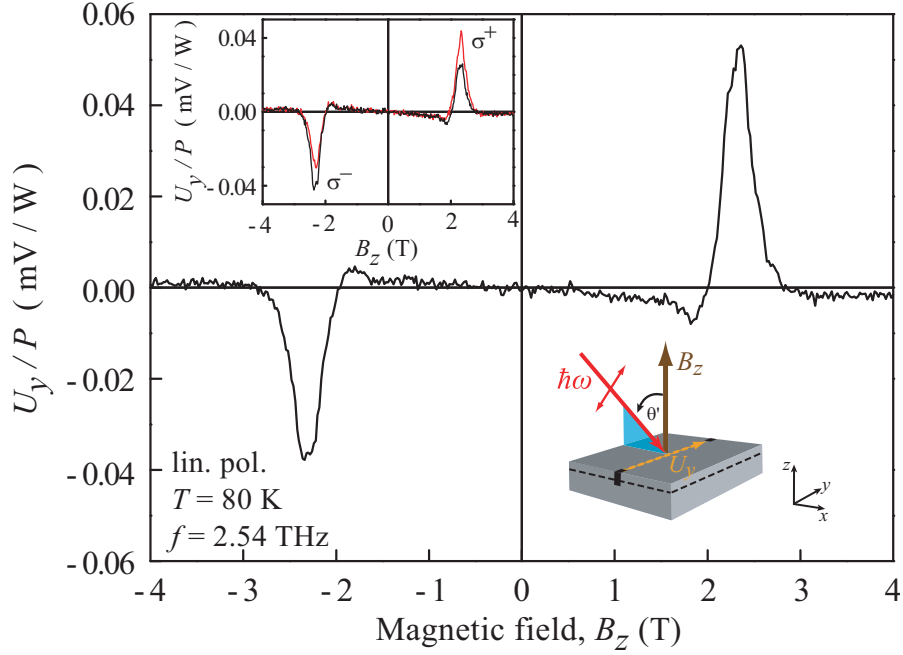 U_y / P ( mV / W )
0.06
0.04
0.02
0.00
-0.02
-0.04
-0.06
-4
-3
-2
-1
0
1
2
3
4
Magnetic field, B_z (T)
U_y / P ( mV / W )
0.04
0.00
-0.04
-4
-2
0
2
4
B_z (T)
σ⁺
σ⁻
lin. pol.
T = 80 K
f = 2.54 THz
ħω
B_z
θ'
U_y
z
y
x